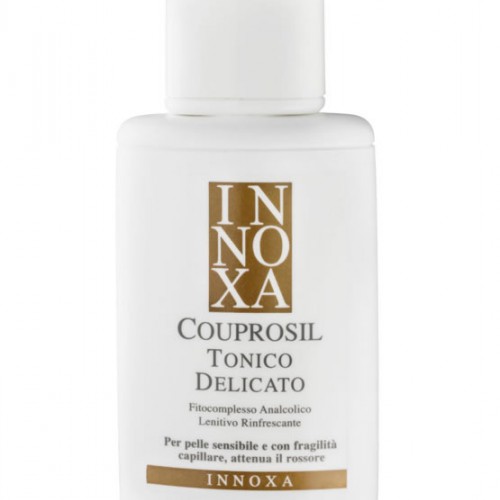 IN
NO
XA
COUPROSIL
TONICO
DELICATO
Fitocomplesso Analcolico
Lenitivo Rinfrescante
Per pelle sensibile e con fragilità
capillare, attenua il rossore
INNOXA